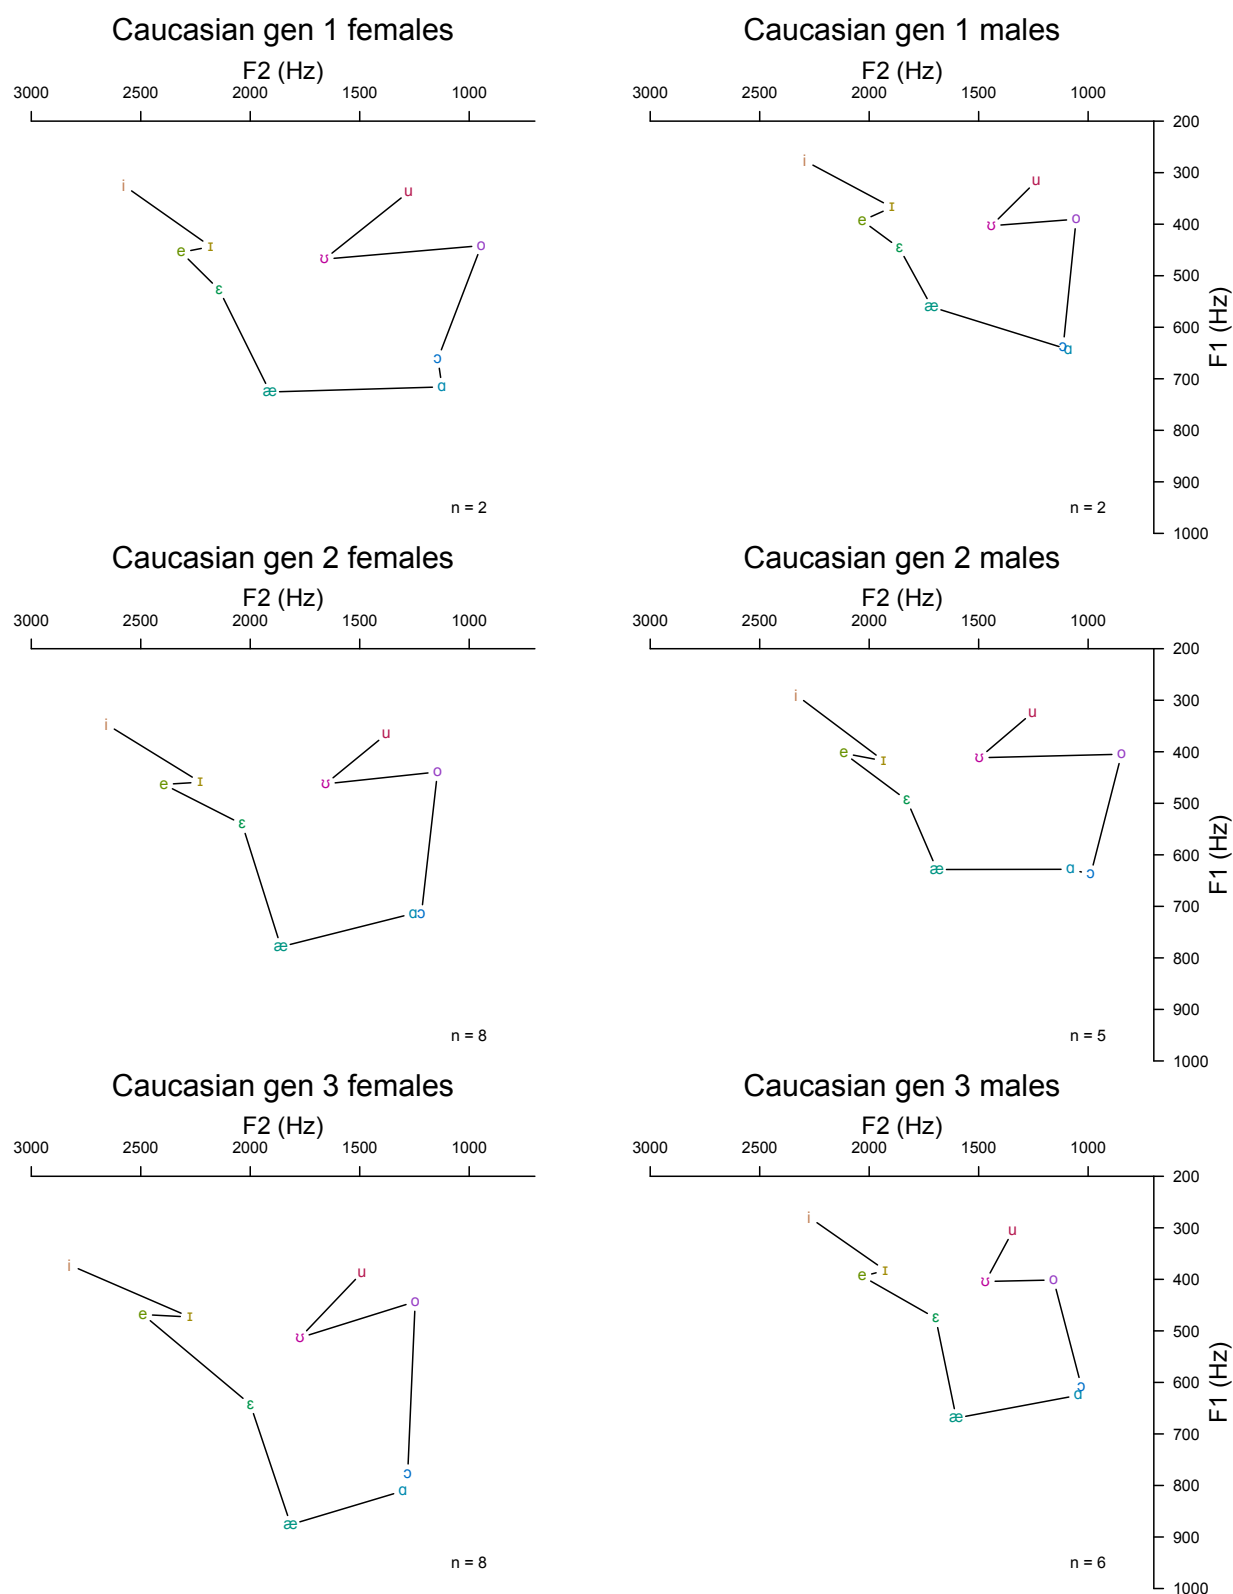 Caucasian gen 1 females
F2 (Hz)
3000 2500 2000 1500 1000
i
u
e ɪ
ʊ
o
ɛ
ɔ
æ
ɑ
n = 2
Caucasian gen 1 males
F2 (Hz)
3000 2500 2000 1500 1000
200
300
400
500
600
700
800
900
1000
F1 (Hz)
i
u
ɪ
e
ʊ
o
ɛ
æ
ɔɑ
n = 2
Caucasian gen 2 females
F2 (Hz)
3000 2500 2000 1500 1000
i
u
e ɪ
ʊ
o
ɛ
ɑɔ
æ
n = 8
Caucasian gen 2 males
F2 (Hz)
3000 2500 2000 1500 1000
200
300
400
500
600
700
800
900
1000
F1 (Hz)
i
u
e ɪ
ʊ
o
ɛ
æ
ɑ ɔ
n = 5
Caucasian gen 3 females
F2 (Hz)
3000 2500 2000 1500 1000
i
u
e ɪ
ʊ
o
ɛ
ɔ
ɑ
æ
n = 8
Caucasian gen 3 males
F2 (Hz)
3000 2500 2000 1500 1000
200
300
400
500
600
700
800
900
1000
F1 (Hz)
i
u
e ɪ
ʊ
o
ɛ
ɔ
ɑ
æ
n = 6